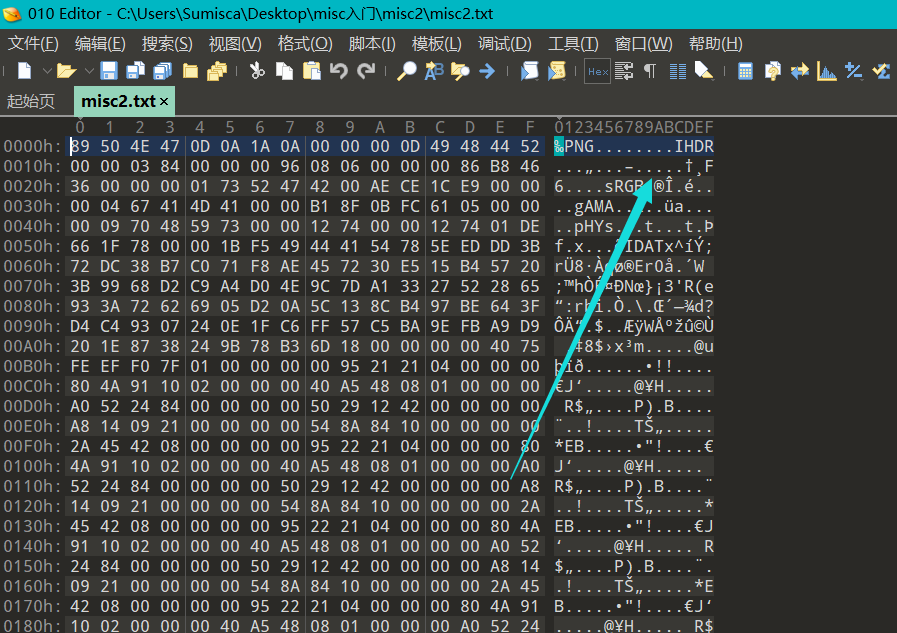 010 Editor - C:\Users\Sumisca\Desktop\misc入门\misc2\misc2.txt
文件(F) 编辑(E) 搜索(S) 视图(V) 格式(O) 脚本(I) 模板(L) 调试(D) 工具(T) 窗口(W) 帮助(H)
Hex
起始页 misc2.txt ×
0 1 2 3 4 5 6 7 8 9 A B C D E F 0123456789ABCDEF
0000h: 89 50 4E 47 0D 0A 1A 0A 00 00 00 0D 49 48 44 52 ‰PNG........IHDR
0010h: 00 00 03 84 00 00 00 96 08 06 00 00 00 86 B8 46 ...„...–.....†¸F
0020h: 36 00 00 00 01 73 52 47 42 00 AE CE 1C E9 00 00 6....sRGB.®Î.é..
0030h: 00 04 67 41 4D 41 00 00 B1 8F 0B FC 61 05 00 00 ..gAMA.....üa...
0040h: 00 09 70 48 59 73 00 00 12 74 00 00 12 74 01 DE ..pHYs...t...t.Þ
0050h: 66 1F 78 00 00 1B F5 49 44 41 54 78 5E ED DD 3B f.x... IDATx^íÝ;
0060h: 72 DC 38 B7 C0 71 F8 AE 45 72 30 E5 15 B4 57 20 rÜ8·Àqø®Er0å.´W
0070h: 3B 99 68 D2 C9 A4 D0 4E 9C 7D A1 33 27 52 28 65 ;™hÒÉ¤ÐNœ}¡3'R(e
0080h: 93 3A 72 62 69 05 D2 0A 5C 13 8C B4 97 BE 64 3F “:rbi.Ò.\.Œ´—¾d?
0090h: D4 C4 93 07 24 0E 1F C6 FF 57 C5 BA 9E FB A9 D9 ÔÄ“.$..ÆÿWÅºžû©Ù
00A0h: 20 1E 87 38 24 9B 78 B3 6D 18 00 00 00 00 40 75 .‡8$›x³m.....@u
00B0h: FE EF F0 7F 01 00 00 00 00 95 21 21 04 00 00 00 þïð......•!!....
00C0h: 80 4A 91 10 02 00 00 00 00 40 A5 48 08 01 00 00 €J‘......@¥H....
00D0h: A0 52 24 84 00 00 00 00 50 29 12 42 00 00 00 00 R$„....P).B....
00E0h: A8 14 09 21 00 00 00 00 54 8A 84 10 00 00 00 00 ¨..!....TŠ„.....
00F0h: 2A 45 42 08 00 00 00 00 95 22 21 04 00 00 00 80 *EB.....•"!....€
0100h: 4A 91 10 02 00 00 00 40 A5 48 08 01 00 00 00 A0 J‘.....@¥H.....
0110h: 52 24 84 00 00 00 00 50 29 12 42 00 00 00 00 A8 R$„....P).B....¨
0120h: 14 09 21 00 00 00 00 54 8A 84 10 00 00 00 00 2A ..!....TŠ„.....*
0130h: 45 42 08 00 00 00 00 95 22 21 04 00 00 00 80 4A EB.....•"!....€J
0140h: 91 10 02 00 00 00 40 A5 48 08 01 00 00 00 A0 52 ‘.....@¥H..... R
0150h: 24 84 00 00 00 00 50 29 12 42 00 00 00 00 A8 14 $„....P).B....¨.
0160h: 09 21 00 00 00 00 54 8A 84 10 00 00 00 00 2A 45 .!....TŠ„.....*E
0170h: 42 08 00 00 00 00 95 22 21 04 00 00 00 80 4A 91 B.....•"!....€J‘
0180h: 10 02 00 00 00 40 A5 48 08 01 00 00 00 A0 52 24 .....@¥H..... R$